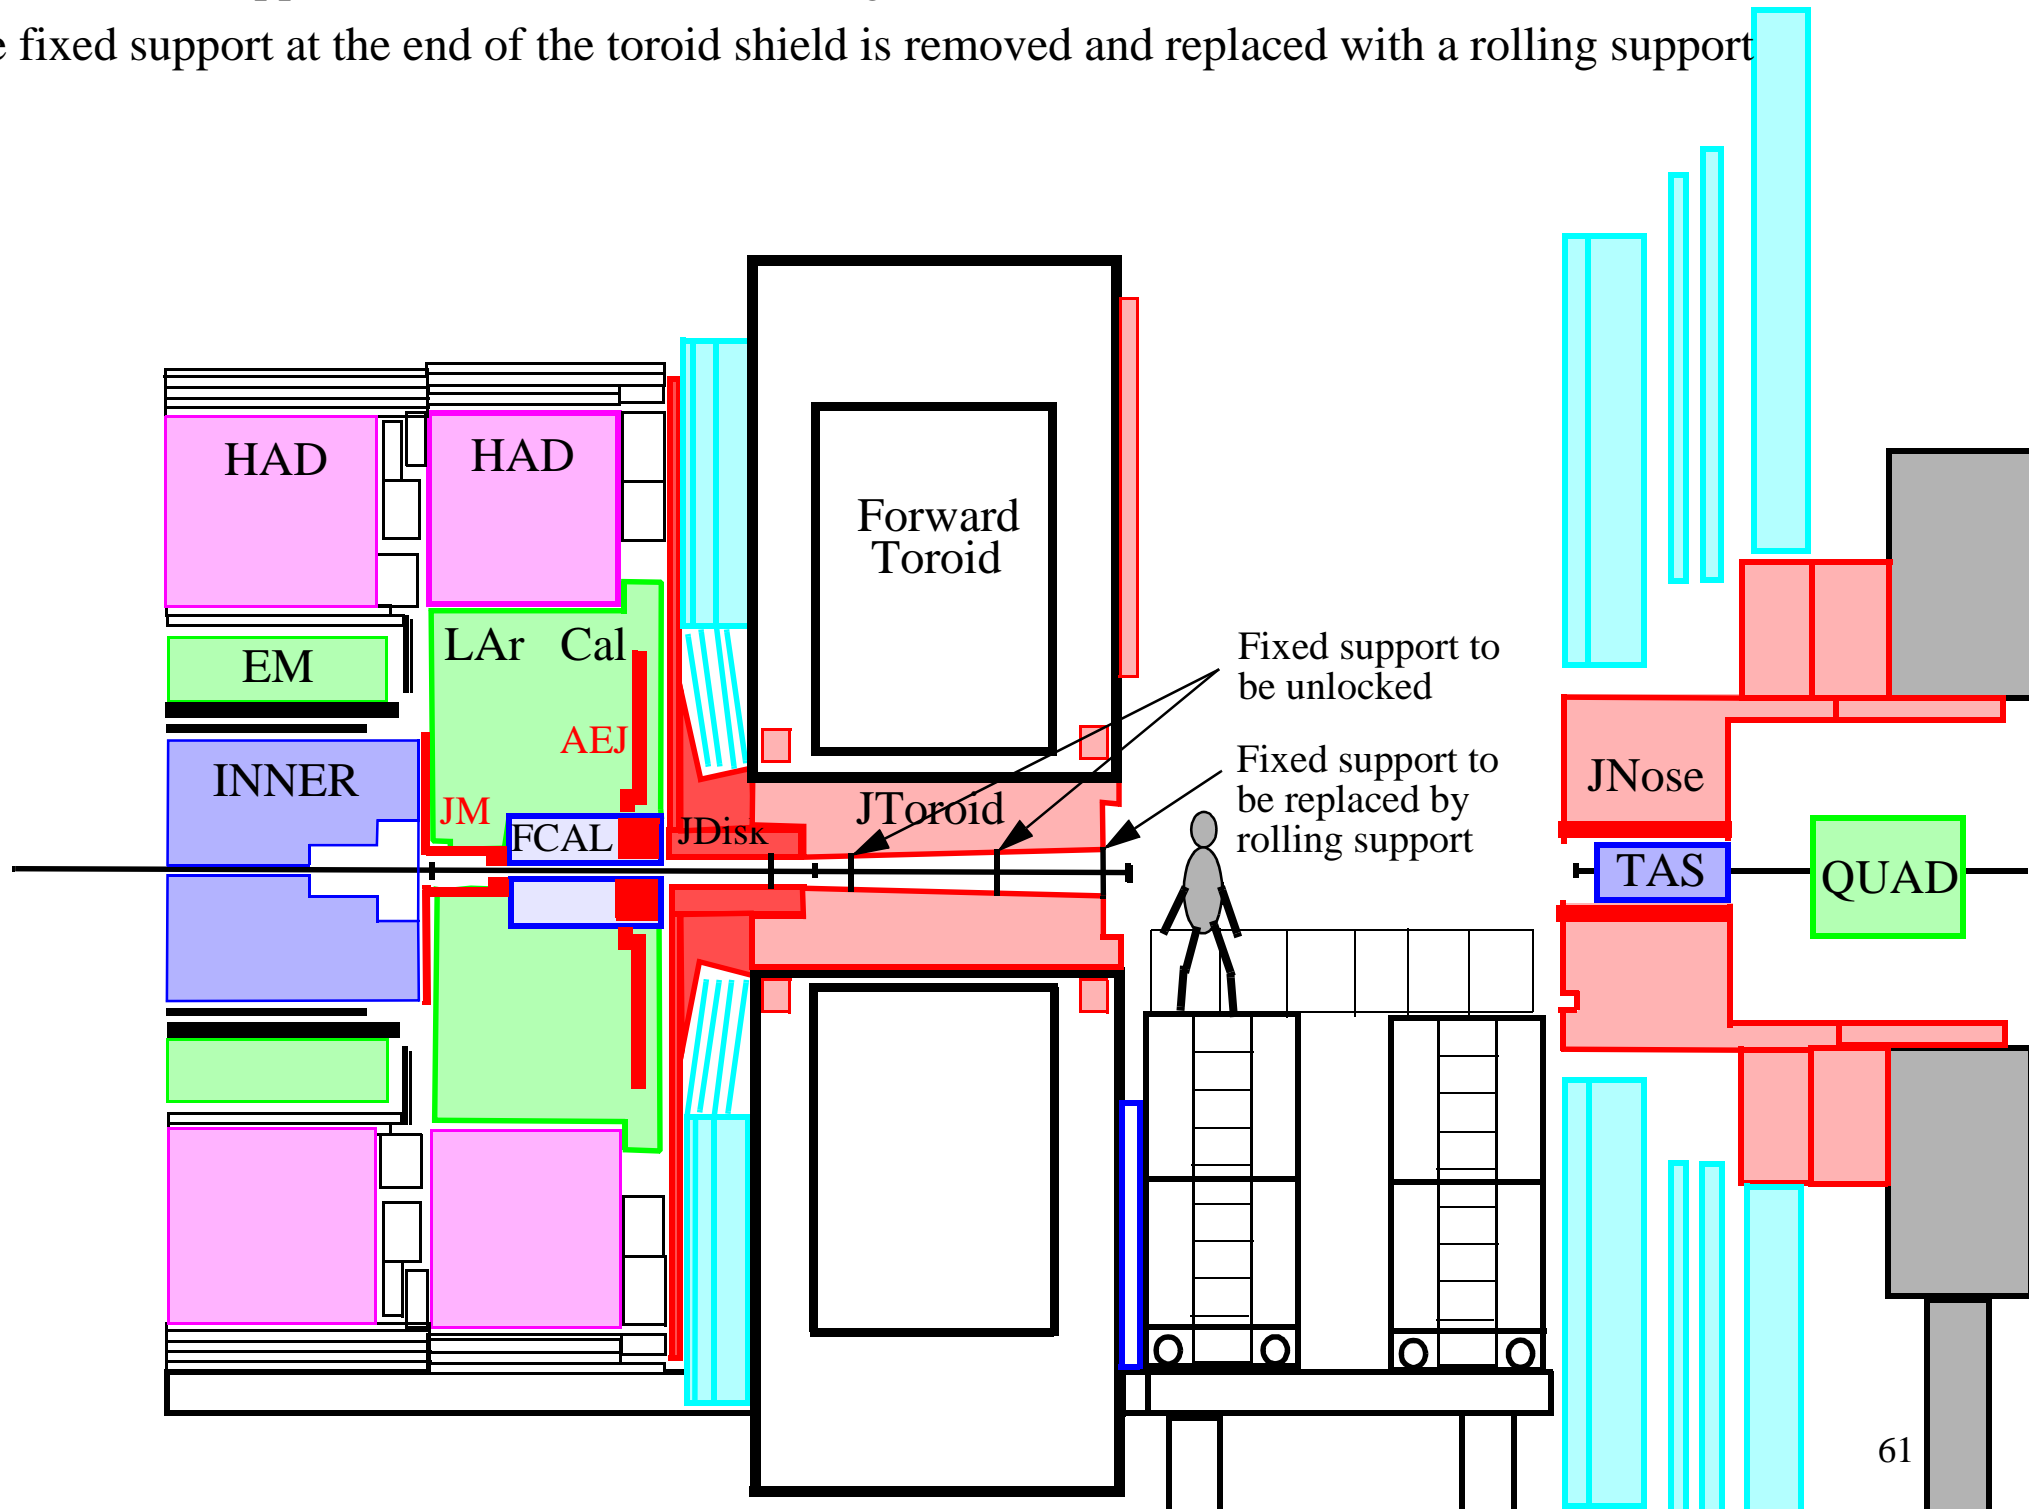 fixed support at the end of the toroid shield is removed and replaced with a rolling support
HAD
HAD
Forward
Toroid
LAr Cal
EM
AEJ
INNER
JM
FCAL
JDisk
JToroid
Fixed support to
be unlocked
Fixed support to
be replaced by
rolling support
JNose
TAS
QUAD
61